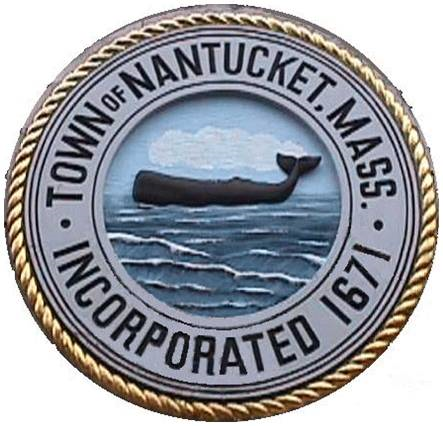 TOWN OF NANTUCKET, MASS.
· INCORPORATED 1671 ·